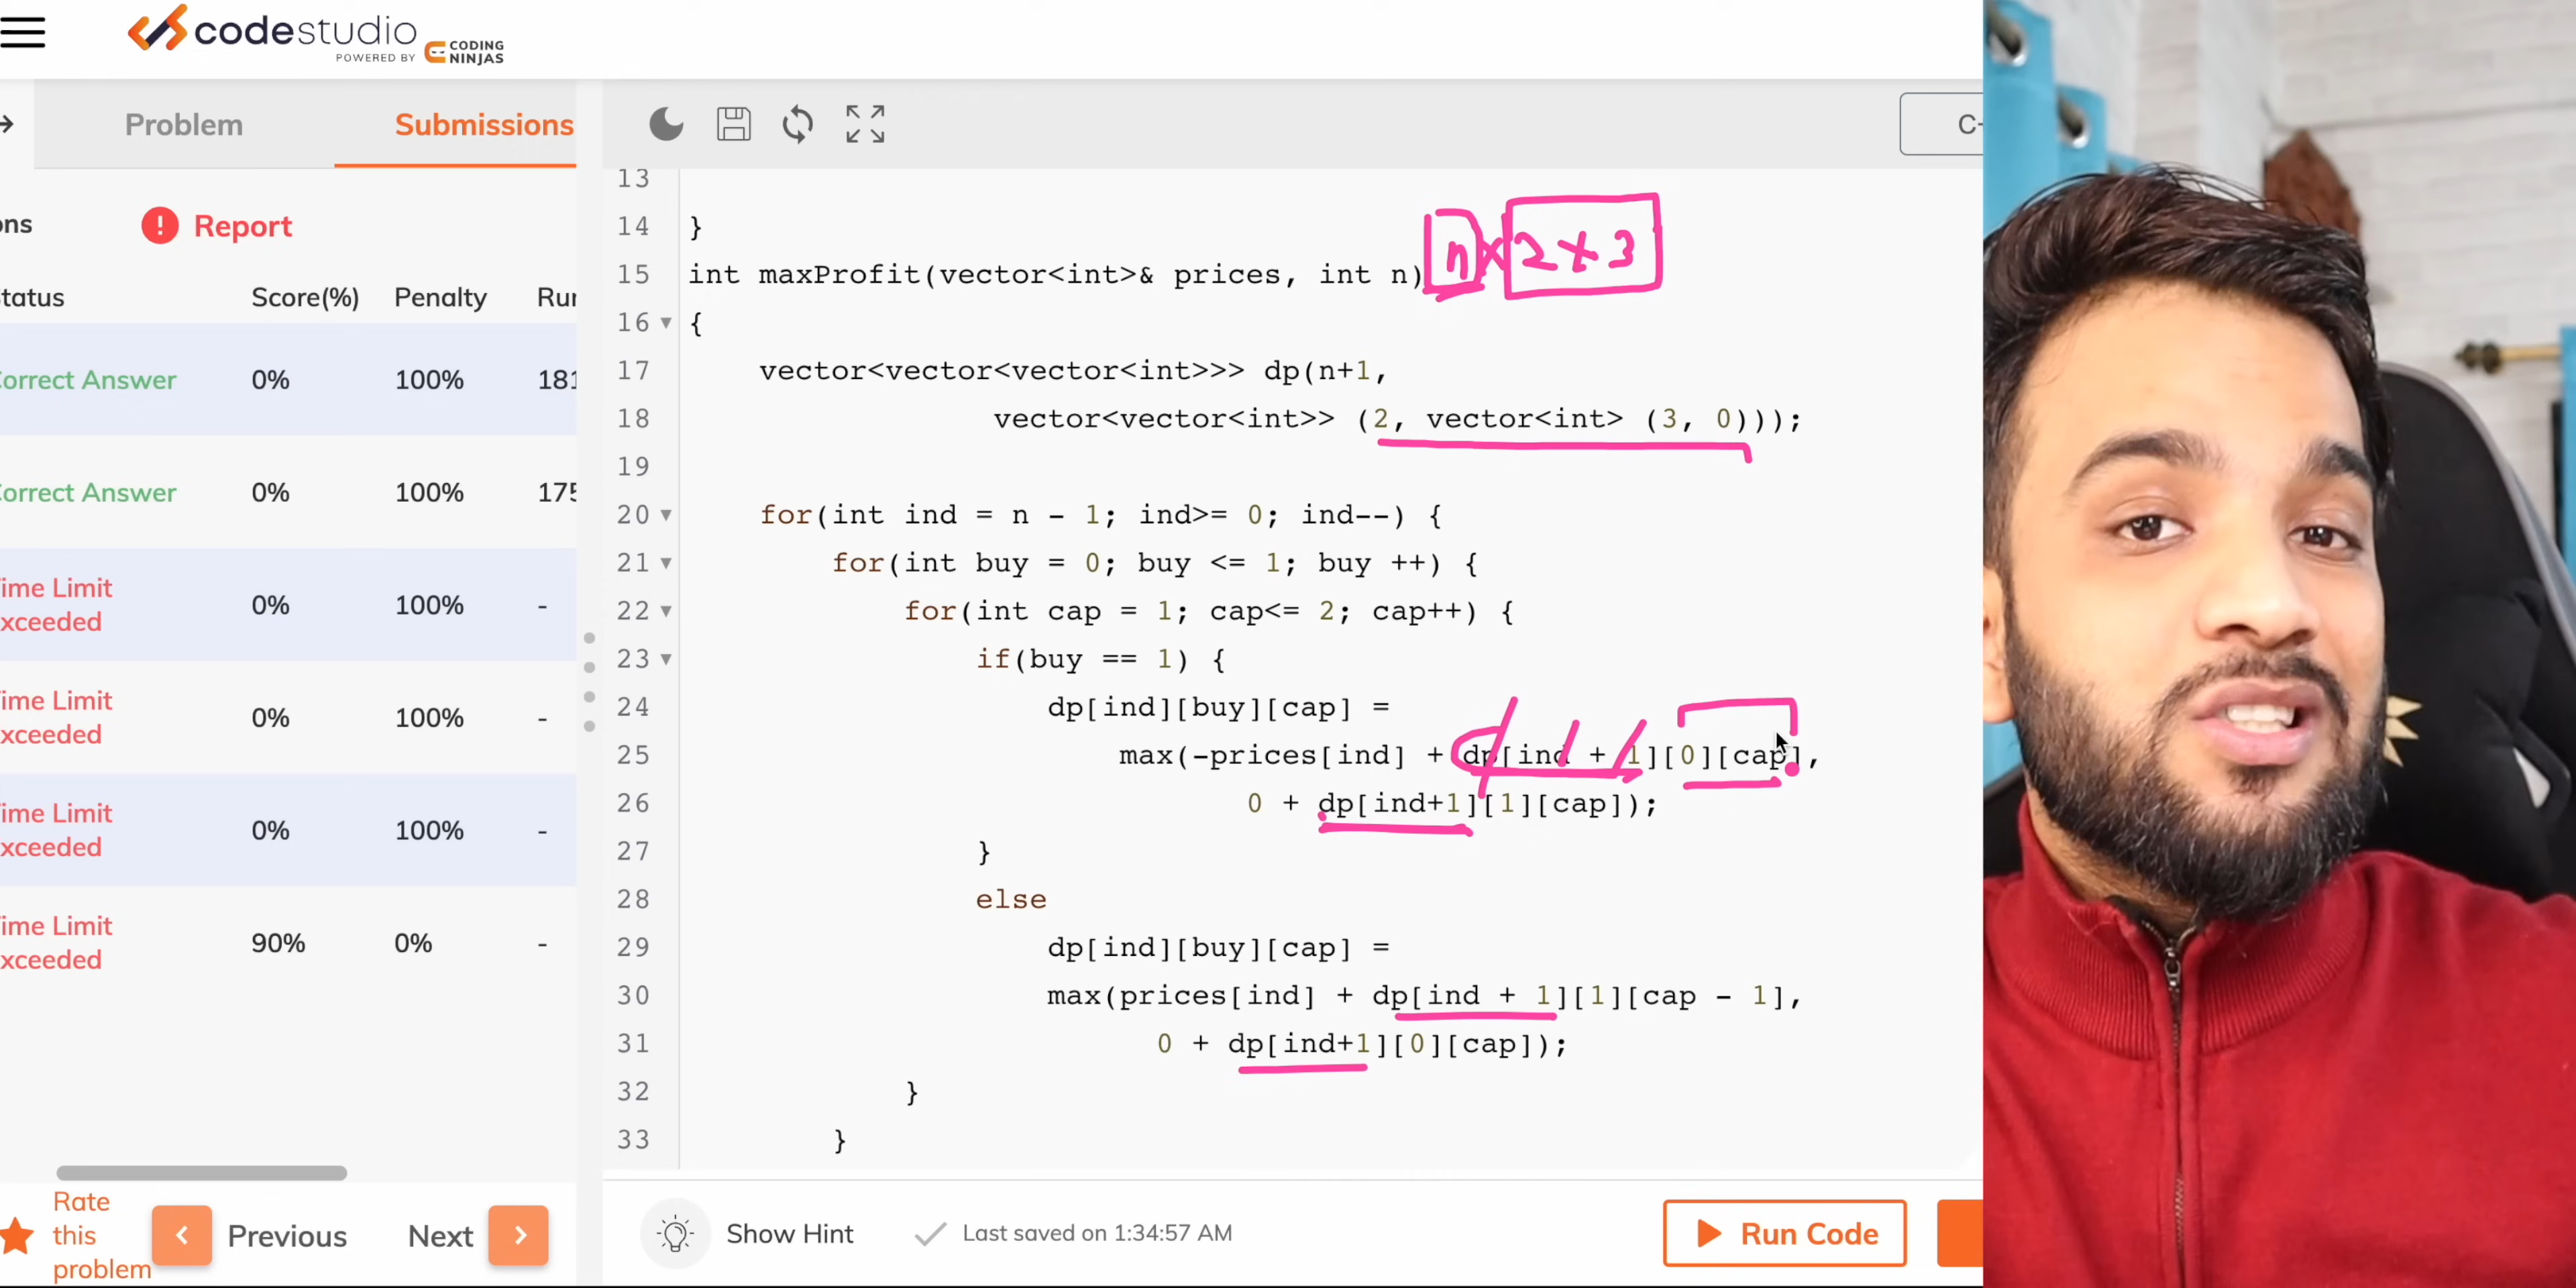 codestudio
POWERED BY CODING NINJAS
Problem
Submissions
ons
Report
tatus Score(%) Penalty Run
orrect Answer 0% 100% 181
orrect Answer 0% 100% 175
ime Limit xceeded 0% 100% -
ime Limit xceeded 0% 100% -
ime Limit xceeded 0% 100% -
ime Limit xceeded 90% 0% -
Rate this problem
Previous
Next
C-
13
14 }
n x 2 x 3
15 int maxProfit(vector<int>& prices, int n)
16 {
17 vector<vector<vector<int>>> dp(n+1,
18 vector<vector<int>> (2, vector<int> (3, 0)));
19
20 for(int ind = n - 1; ind>= 0; ind--) {
21 for(int buy = 0; buy <= 1; buy ++) {
22 for(int cap = 1; cap<= 2; cap++) {
23 if(buy == 1) {
24 dp[ind][buy][cap] =
25 max(-prices[ind] + dp[ind + 1][0][cap],
26 0 + dp[ind+1][1][cap]);
27 }
28 else
29 dp[ind][buy][cap] =
30 max(prices[ind] + dp[ind + 1][1][cap - 1],
31 0 + dp[ind+1][0][cap]);
32 }
33 }
Show Hint
Last saved on 1:34:57 AM
Run Code